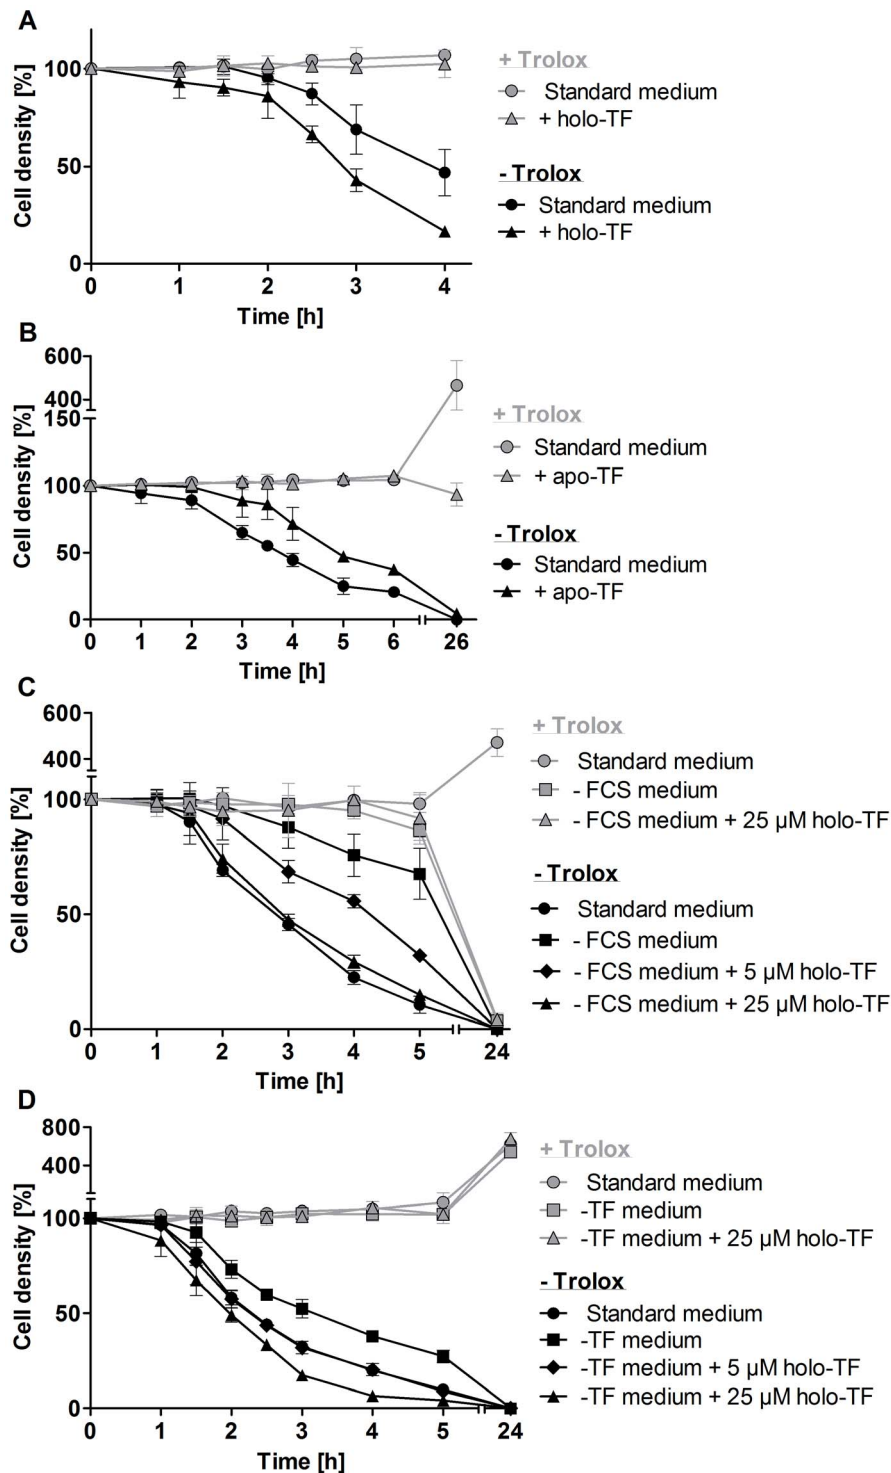 A
Cell density [%]
100
50
0
0 1 2 3 4
Time [h]
+ Trolox
Standard medium
+ holo-TF
- Trolox
Standard medium
+ holo-TF
B
Cell density [%]
600
400
150
100
50
0
0 1 2 3 4 5 6 26
Time [h]
+ Trolox
Standard medium
+ apo-TF
- Trolox
Standard medium
+ apo-TF
C
Cell density [%]
600
400
100
50
0
0 1 2 3 4 5 24
Time [h]
+ Trolox
Standard medium
- FCS medium
- FCS medium + 25 µM holo-TF
- Trolox
Standard medium
- FCS medium
- FCS medium + 5 µM holo-TF
- FCS medium + 25 µM holo-TF
D
Cell density [%]
800
400
100
50
0
0 1 2 3 4 5 24
Time [h]
+ Trolox
Standard medium
-TF medium
-TF medium + 25 µM holo-TF
- Trolox
Standard medium
-TF medium
-TF medium + 5 µM holo-TF
-TF medium + 25 µM holo-TF